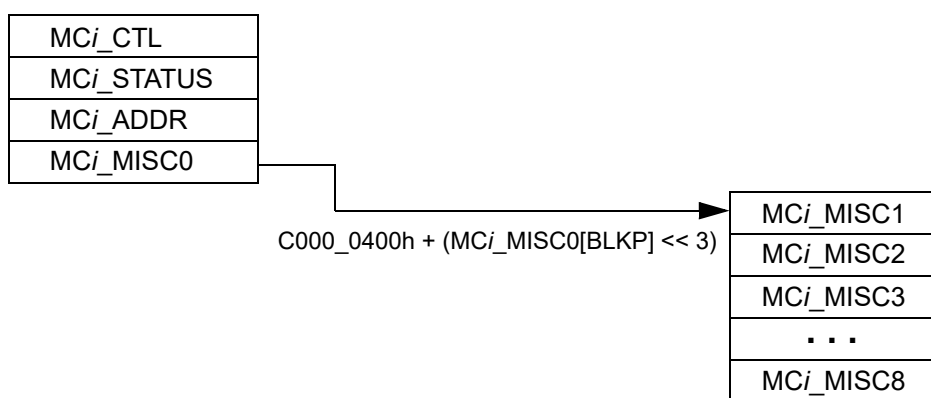 MCi_CTL
MCi_STATUS
MCi_ADDR
MCi_MISC0
C000_0400h + (MCi_MISC0[BLKP] << 3)
MCi_MISC1
MCi_MISC2
MCi_MISC3
. . .
MCi_MISC8